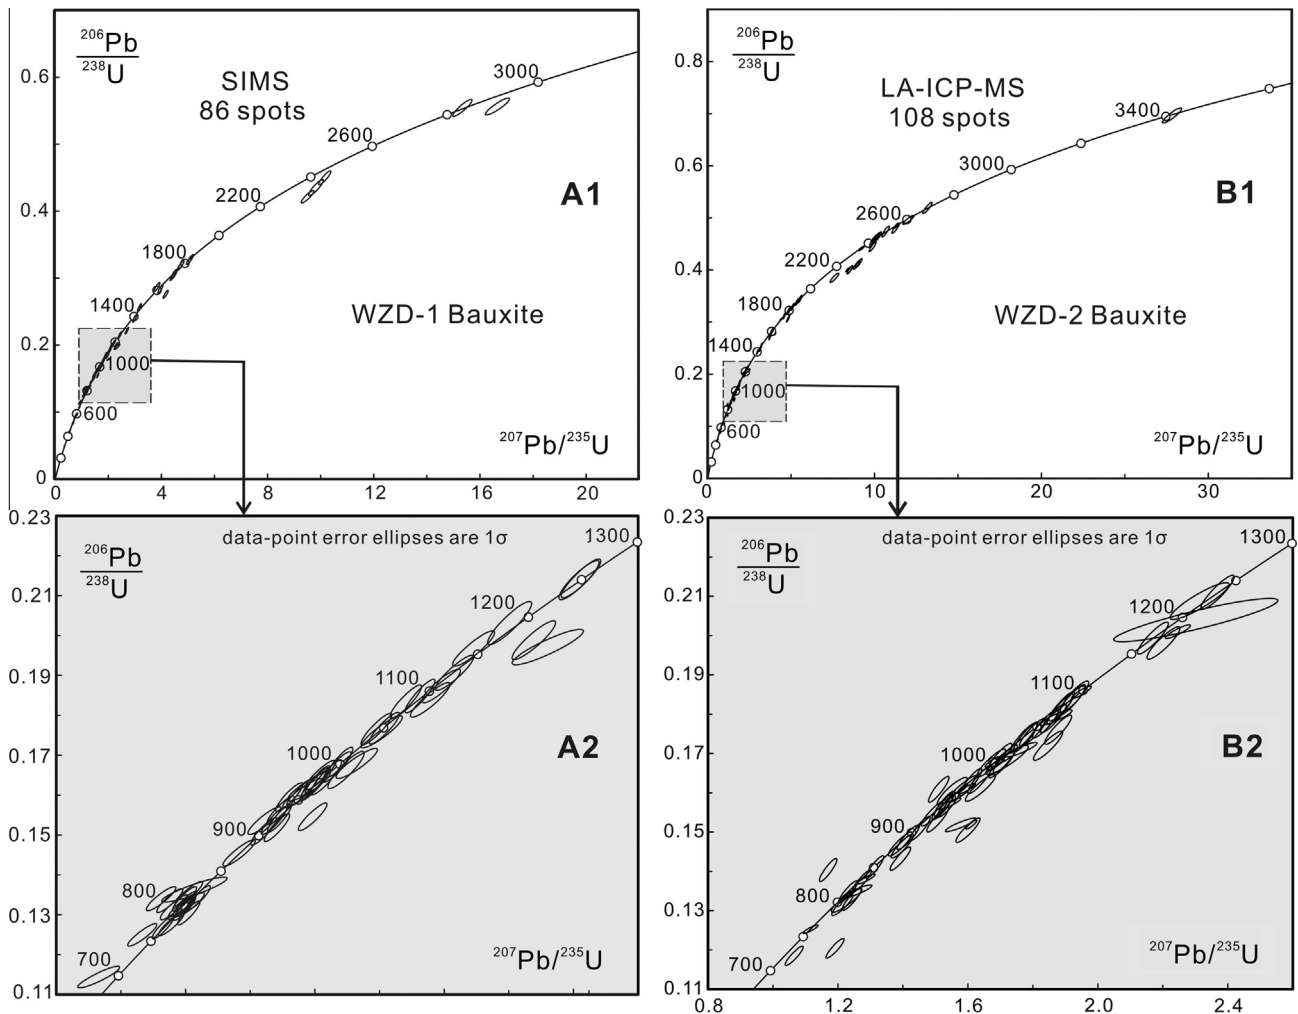 206Pb
238U
SIMS
86 spots
3000
0.6
2600
A1
2200
0.4
1800
WZD-1 Bauxite
1400
0.2
1000
600
207Pb/235U
0
0 4 8 12 16 20
206Pb
238U
0.8
LA-ICP-MS
108 spots
3400
3000
0.6
B1
2600
0.4
2200
1800
WZD-2 Bauxite
1400
0.2
1000
600
207Pb/235U
0
0 10 20 30
0.23
data-point error ellipses are 1σ
1300
206Pb
238U
0.21
1200
0.19
1100
0.17
1000
A2
0.15
900
800
0.13
700
207Pb/235U
0.11
0.23
data-point error ellipses are 1σ
1300
206Pb
238U
0.21
1200
0.19
1100
0.17
1000
B2
0.15
900
800
0.13
700
207Pb/235U
0.11
0.8 1.2 1.6 2.0 2.4